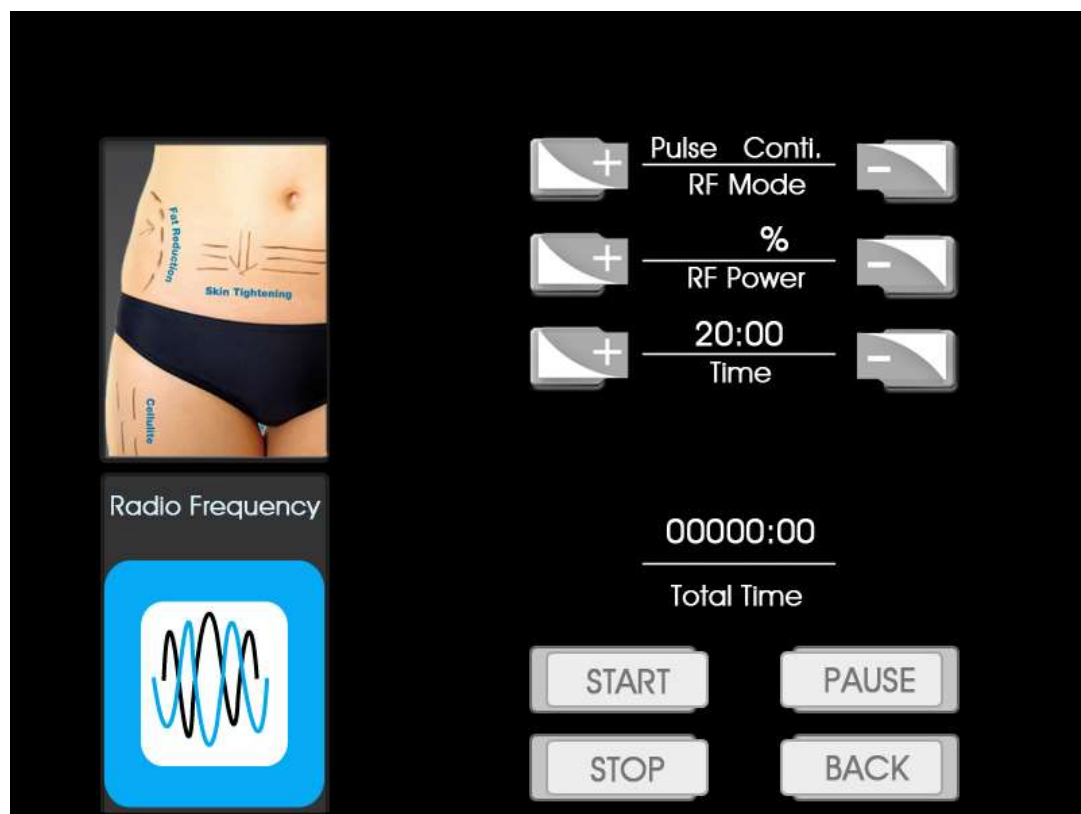 Fat Reduction
Skin Tightening
Cellulite
Radio Frequency
+ Pulse Conti. -
RF Mode
+ % -
RF Power
+ 20:00 -
Time
00000:00
Total Time
START PAUSE
STOP BACK